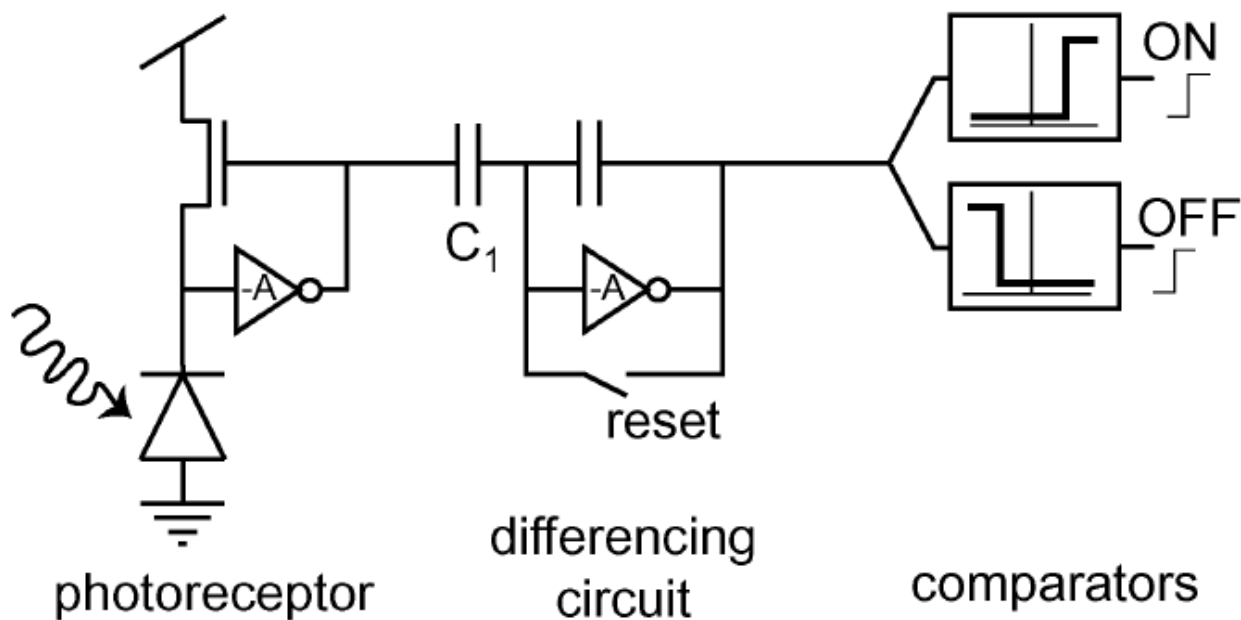 ON
OFF
C₁
-A
-A
reset
photoreceptor
differencing
circuit
comparators